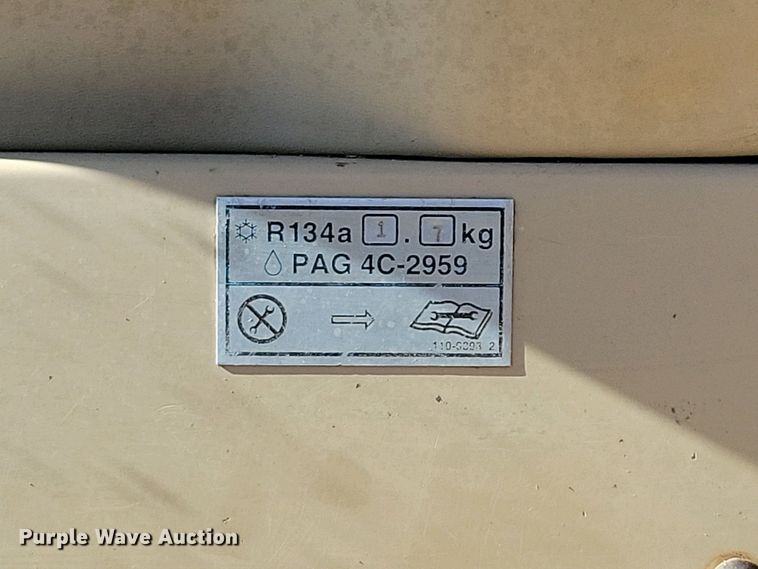 R134a 1.7 kg
PAG 4C-2959
Purple Wave Auction